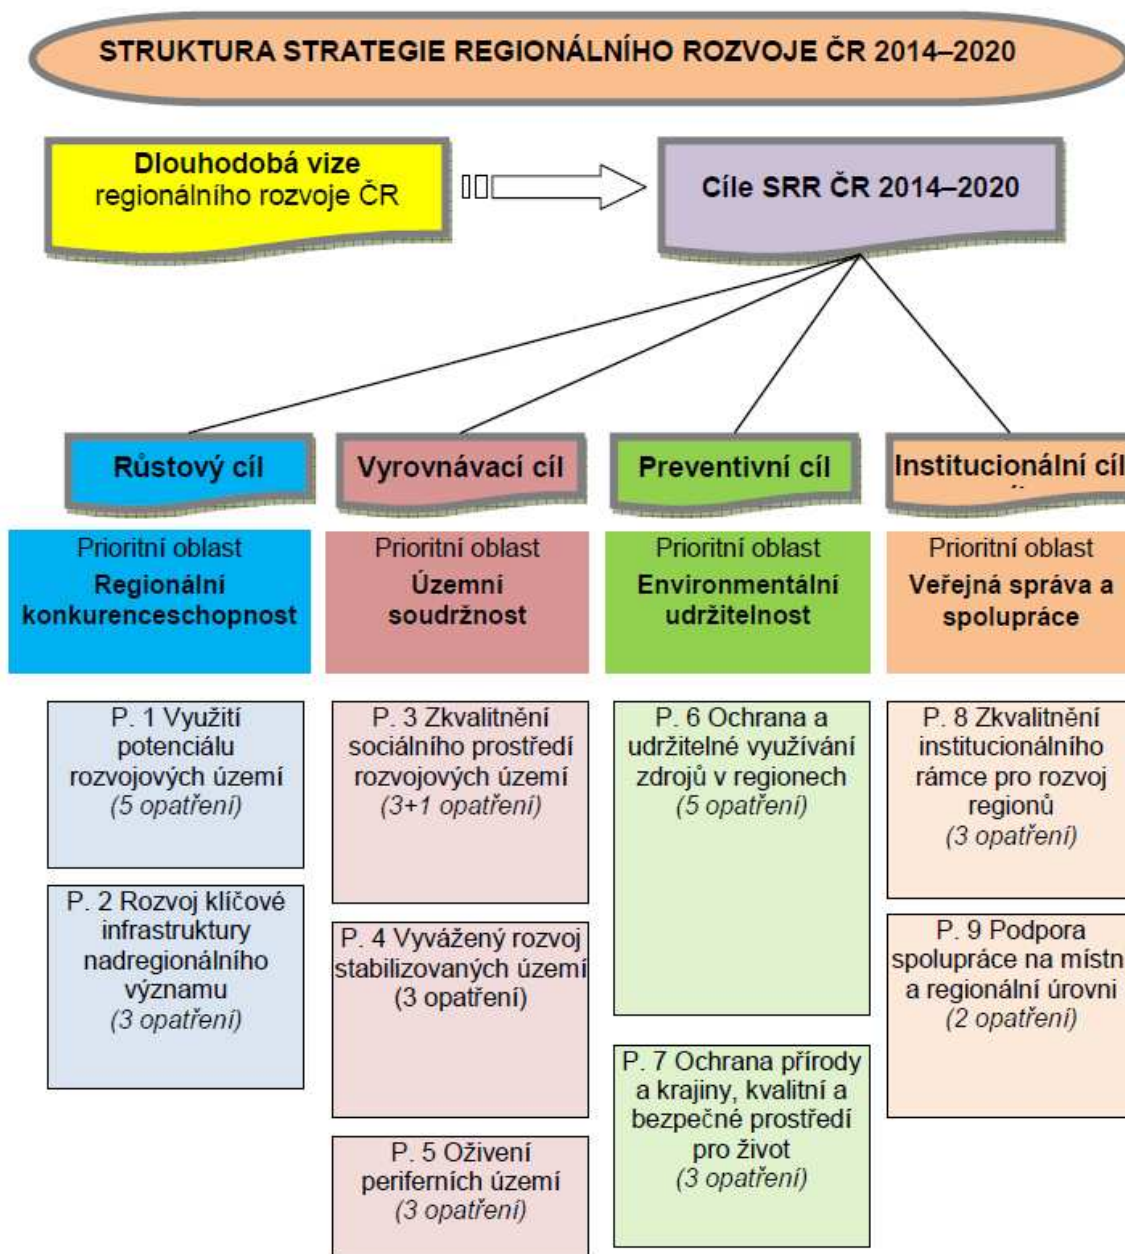 STRUKTURA STRATEGIE REGIONÁLNÍHO ROZVOJE ČR 2014–2020
Dlouhodobá vize
regionálního rozvoje ČR
Cíle SRR ČR 2014–2020
Růstový cíl
Vyrovnávací cíl
Preventivní cíl
Institucionální cíl
Prioritní oblast
Regionální
konkurenceschopnost
Prioritní oblast
Územní
soudržnost
Prioritní oblast
Environmentální
udržitelnost
Prioritní oblast
Veřejná správa a
spolupráce
P. 1 Využití
potenciálu
rozvojových území
(5 opatření)
P. 2 Rozvoj klíčové
infrastruktury
nadregionálního
významu
(3 opatření)
P. 3 Zkvalitnění
sociálního prostředí
rozvojových území
(3+1 opatření)
P. 4 Vyvážený rozvoj
stabilizovaných území
(3 opatření)
P. 5 Oživení
periferních území
(3 opatření)
P. 6 Ochrana a
udržitelné využívání
zdrojů v regionech
(5 opatření)
P. 7 Ochrana přírody
a krajiny, kvalitní a
bezpečné prostředí
pro život
(3 opatření)
P. 8 Zkvalitnění
institucionálního
rámce pro rozvoj
regionů
(3 opatření)
P. 9 Podpora
spolupráce na místn
a regionální úrovni
(2 opatření)